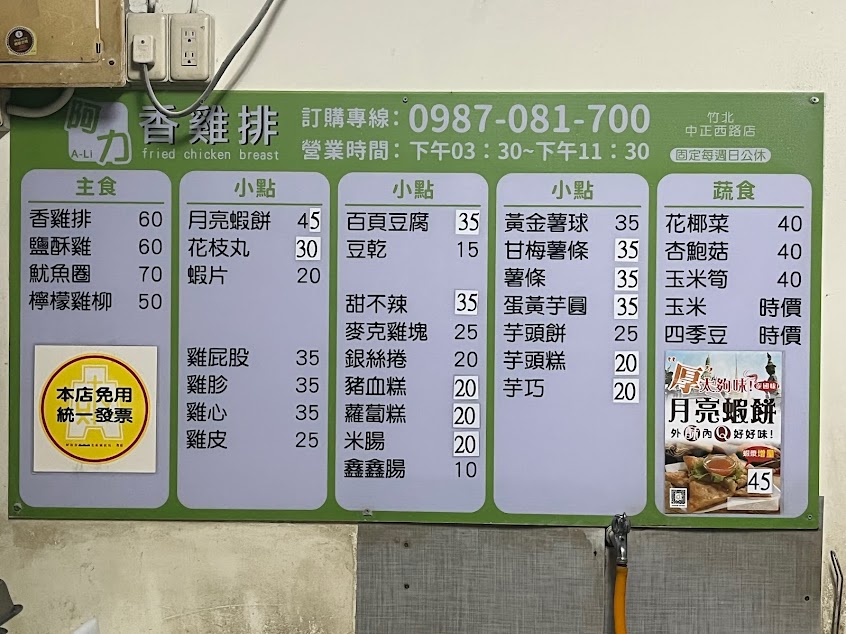 阿力
A-Li
香雞排
fried chicken breast
訂購專線：0987-081-700
營業時間：下午03：30~下午11：30
竹北
中正西路店
固定每週日公休
主食
香雞排 60
鹽酥雞 60
魷魚圈 70
檸檬雞柳 50
本店免用
統一發票
小點
月亮蝦餅 45
花枝丸 30
蝦片 20
雞屁股 35
雞胗 35
雞心 35
雞皮 25
小點
百頁豆腐 35
豆乾 15
甜不辣 35
麥克雞塊 25
銀絲捲 20
豬血糕 20
蘿蔔糕 20
米腸 20
鑫鑫腸 10
小點
黃金薯球 35
甘梅薯條 35
薯條 35
蛋黃芋圓 35
芋頭餅 25
芋頭糕 20
芋巧 20
蔬食
花椰菜 40
杏鮑菇 40
玉米筍 40
玉米 時價
四季豆 時價
"厚"太夠味!
月亮蝦餅
外酥內Q好好味!
蝦漿增量
45